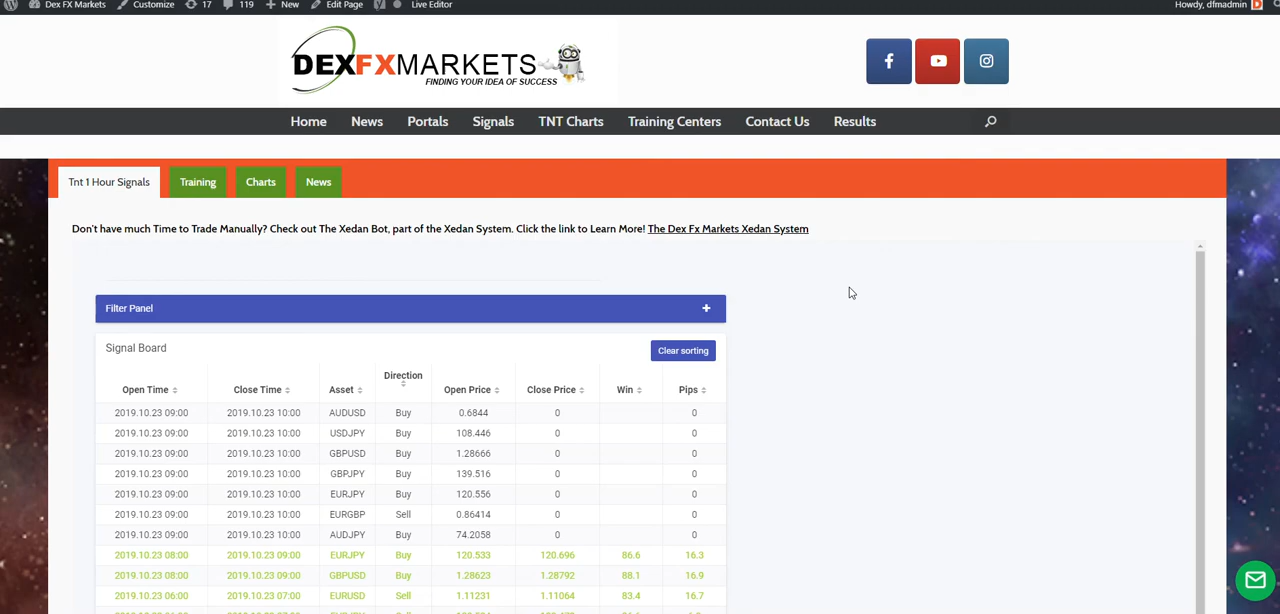 Dex FX Markets Customize 17 119 New Edit Page Live Editor Howdy, dfmadmin
DEXFXMARKETS
FINDING YOUR IDEA OF SUCCESS
Home News Portals Signals TNT Charts Training Centers Contact Us Results
Tnt 1 Hour Signals Training Charts News
Don't have much Time to Trade Manually? Check out The Xedan Bot, part of the Xedan System. Click the link to Learn More! The Dex Fx Markets Xedan System
Filter Panel +
Signal Board Clear sorting
Open Time Close Time Asset Direction Open Price Close Price Win Pips
2019.10.23 09:00 2019.10.23 10:00 AUDUSD Buy 0.6844 0 0
2019.10.23 09:00 2019.10.23 10:00 USDJPY Buy 108.446 0 0
2019.10.23 09:00 2019.10.23 10:00 GBPUSD Buy 1.28666 0 0
2019.10.23 09:00 2019.10.23 10:00 GBPJPY Buy 139.516 0 0
2019.10.23 09:00 2019.10.23 10:00 EURJPY Buy 120.556 0 0
2019.10.23 09:00 2019.10.23 10:00 EURGBP Sell 0.86414 0 0
2019.10.23 09:00 2019.10.23 10:00 AUDJPY Buy 74.2058 0 0
2019.10.23 08:00 2019.10.23 09:00 EURJPY Buy 120.533 120.696 86.6 16.3
2019.10.23 08:00 2019.10.23 09:00 GBPUSD Buy 1.28623 1.28792 88.1 16.9
2019.10.23 06:00 2019.10.23 07:00 EURUSD Sell 1.11231 1.11064 83.4 16.7